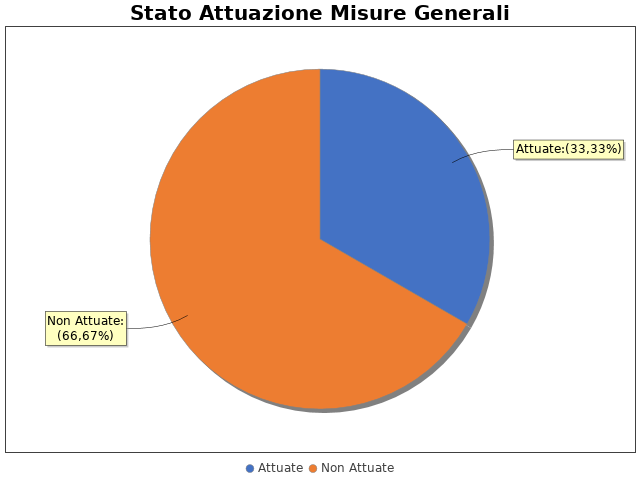 Stato Attuazione Misure Generali
Attuate:(33,33%)
Non Attuate:
(66,67%)
Attuate Non Attuate